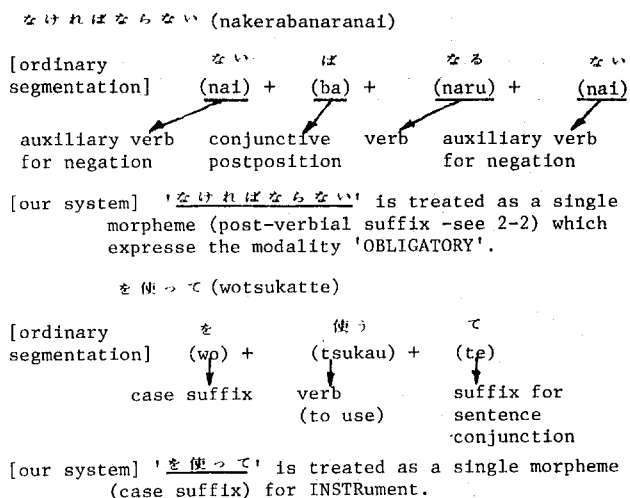 なければならない (nakerabanaranai)
[ordinary ない ば なる ない
segmentation] (nai) + (ba) + (naru) + (nai)
auxiliary verb conjunctive verb auxiliary verb
for negation postposition for negation
[our system] 'なければならない' is treated as a single
morpheme (post-verbial suffix -see 2-2) which
expresse the modality 'OBLIGATORY'.
を使って (wotsukatte)
[ordinary を 使う て
segmentation] (wo) + (tsukau) + (te)
case suffix verb suffix for
(to use) sentence
conjunction
[our system] 'を使って' is treated as a single morpheme
(case suffix) for INSTRument.